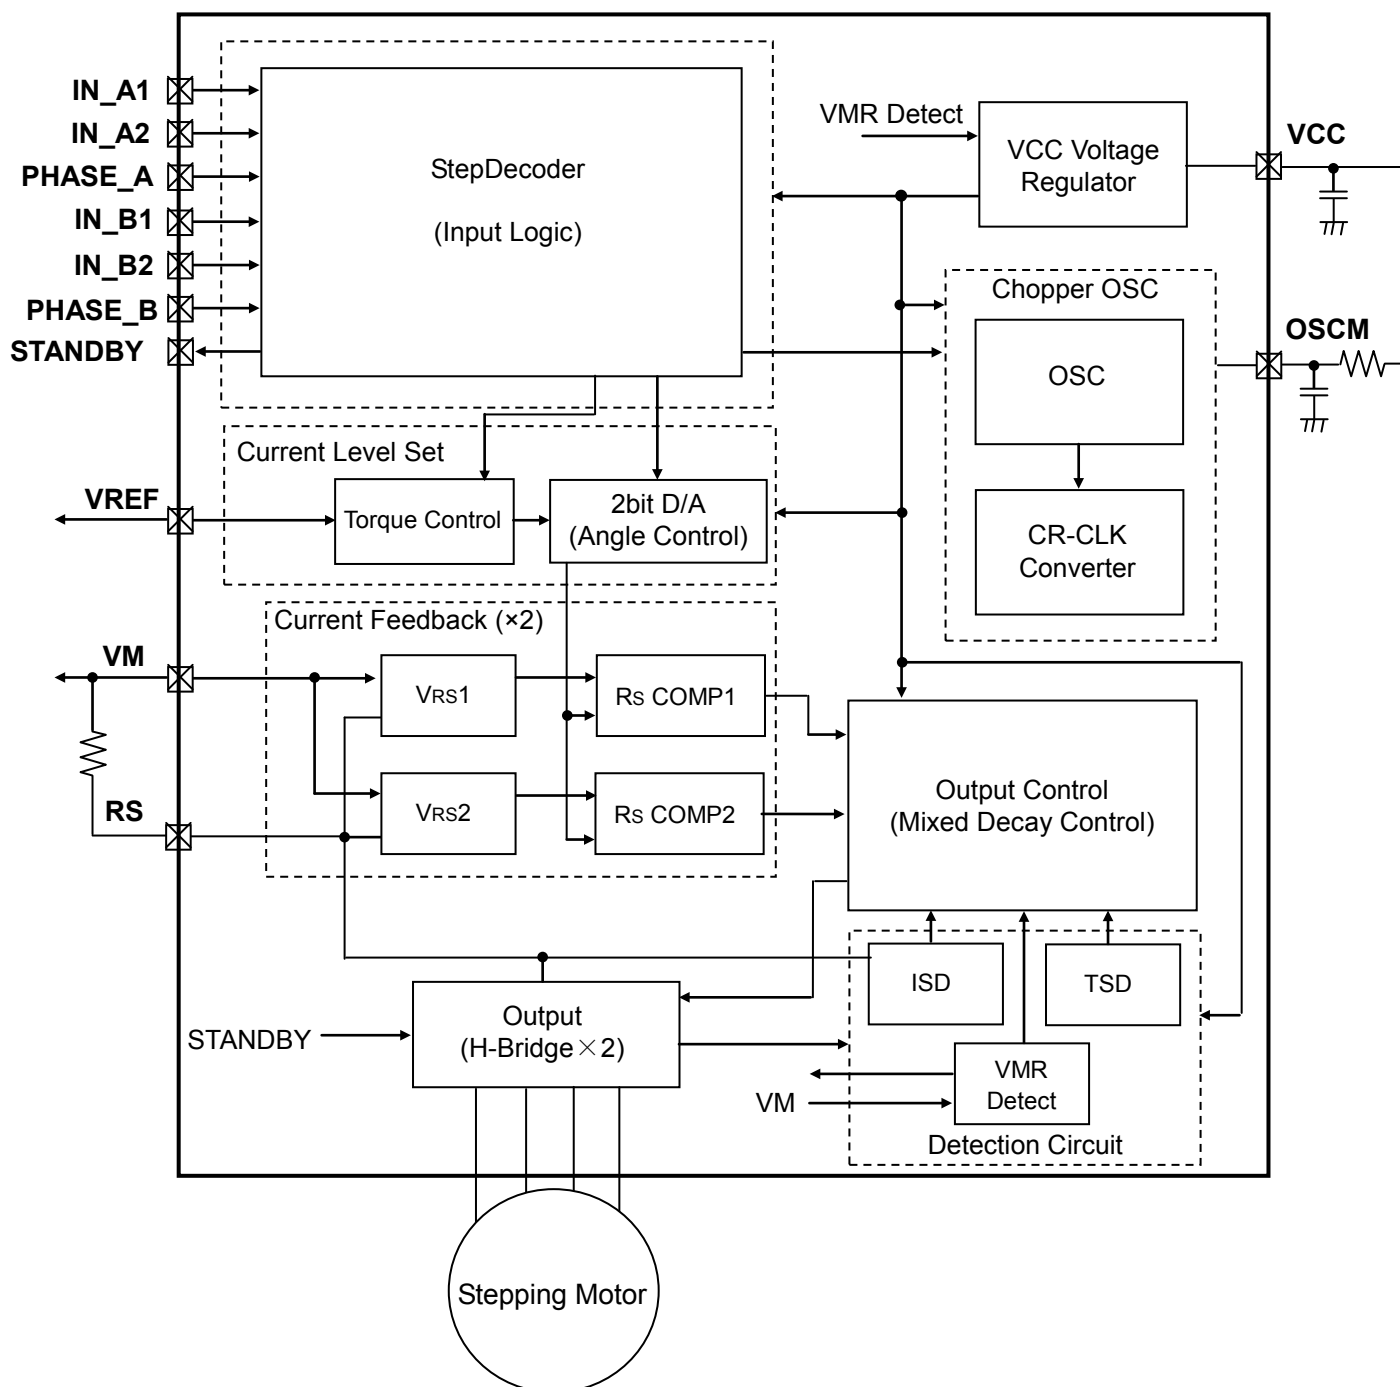 IN_A1
IN_A2
PHASE_A
IN_B1
IN_B2
PHASE_B
STANDBY
StepDecoder
(Input Logic)
VMR Detect
VCC Voltage
Regulator
VCC
Chopper OSC
OSC
CR-CLK
Converter
OSCM
Current Level Set
VREF
Torque Control
2bit D/A
(Angle Control)
Current Feedback (×2)
VM
VRS1
RS COMP1
RS
VRS2
RS COMP2
Output Control
(Mixed Decay Control)
ISD
TSD
STANDBY
Output
(H-Bridge×2)
VM
VMR
Detect
Detection Circuit
Stepping Motor